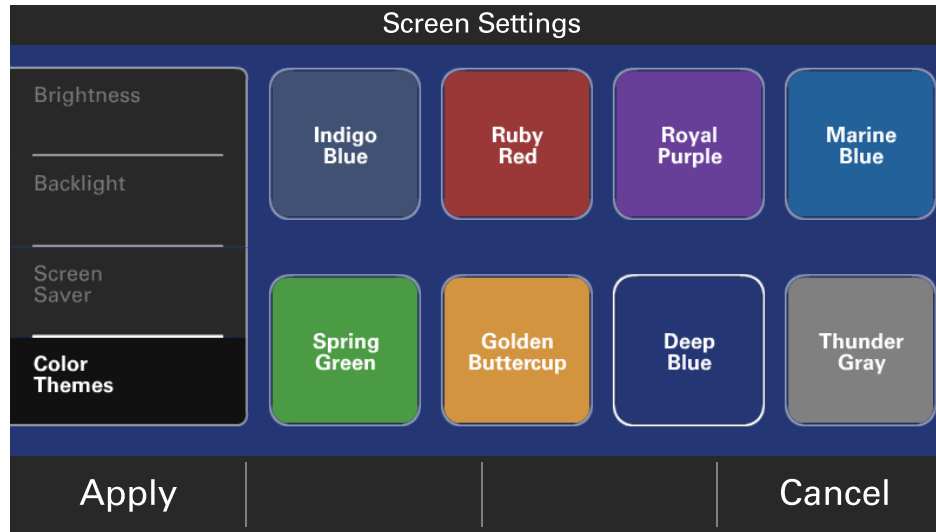 Screen Settings
Brightness
Backlight
Screen
Saver
Color
Themes
Indigo
Blue
Ruby
Red
Royal
Purple
Marine
Blue
Spring
Green
Golden
Buttercup
Deep
Blue
Thunder
Gray
Apply
Cancel